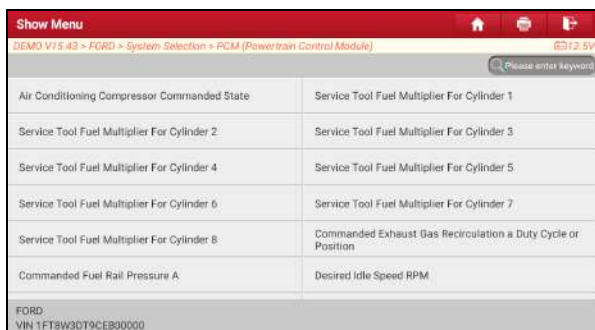 Show Menu
DEMO V15.43 > FORD > System Selection > PCM (Powertrain Control Module)
12.5V
Please enter keyword
Air Conditioning Compressor Commanded State
Service Tool Fuel Multiplier For Cylinder 1
Service Tool Fuel Multiplier For Cylinder 2
Service Tool Fuel Multiplier For Cylinder 3
Service Tool Fuel Multiplier For Cylinder 4
Service Tool Fuel Multiplier For Cylinder 5
Service Tool Fuel Multiplier For Cylinder 6
Service Tool Fuel Multiplier For Cylinder 7
Service Tool Fuel Multiplier For Cylinder 8
Commanded Exhaust Gas Recirculation a Duty Cycle or
Position
Commanded Fuel Rail Pressure A
Desired Idle Speed RPM
FORD
VIN 1FT8W3DT9CEB00000